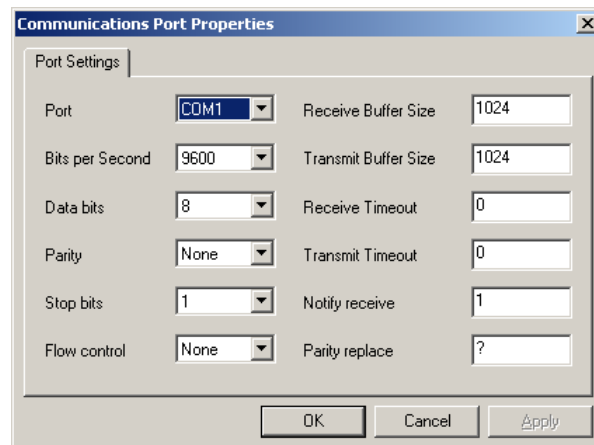 Communications Port Properties
Port Settings
Port COM1 Receive Buffer Size 1024
Bits per Second 9600 Transmit Buffer Size 1024
Data bits 8 Receive Timeout 0
Parity None Transmit Timeout 0
Stop bits 1 Notify receive 1
Flow control None Parity replace ?
OK Cancel Apply